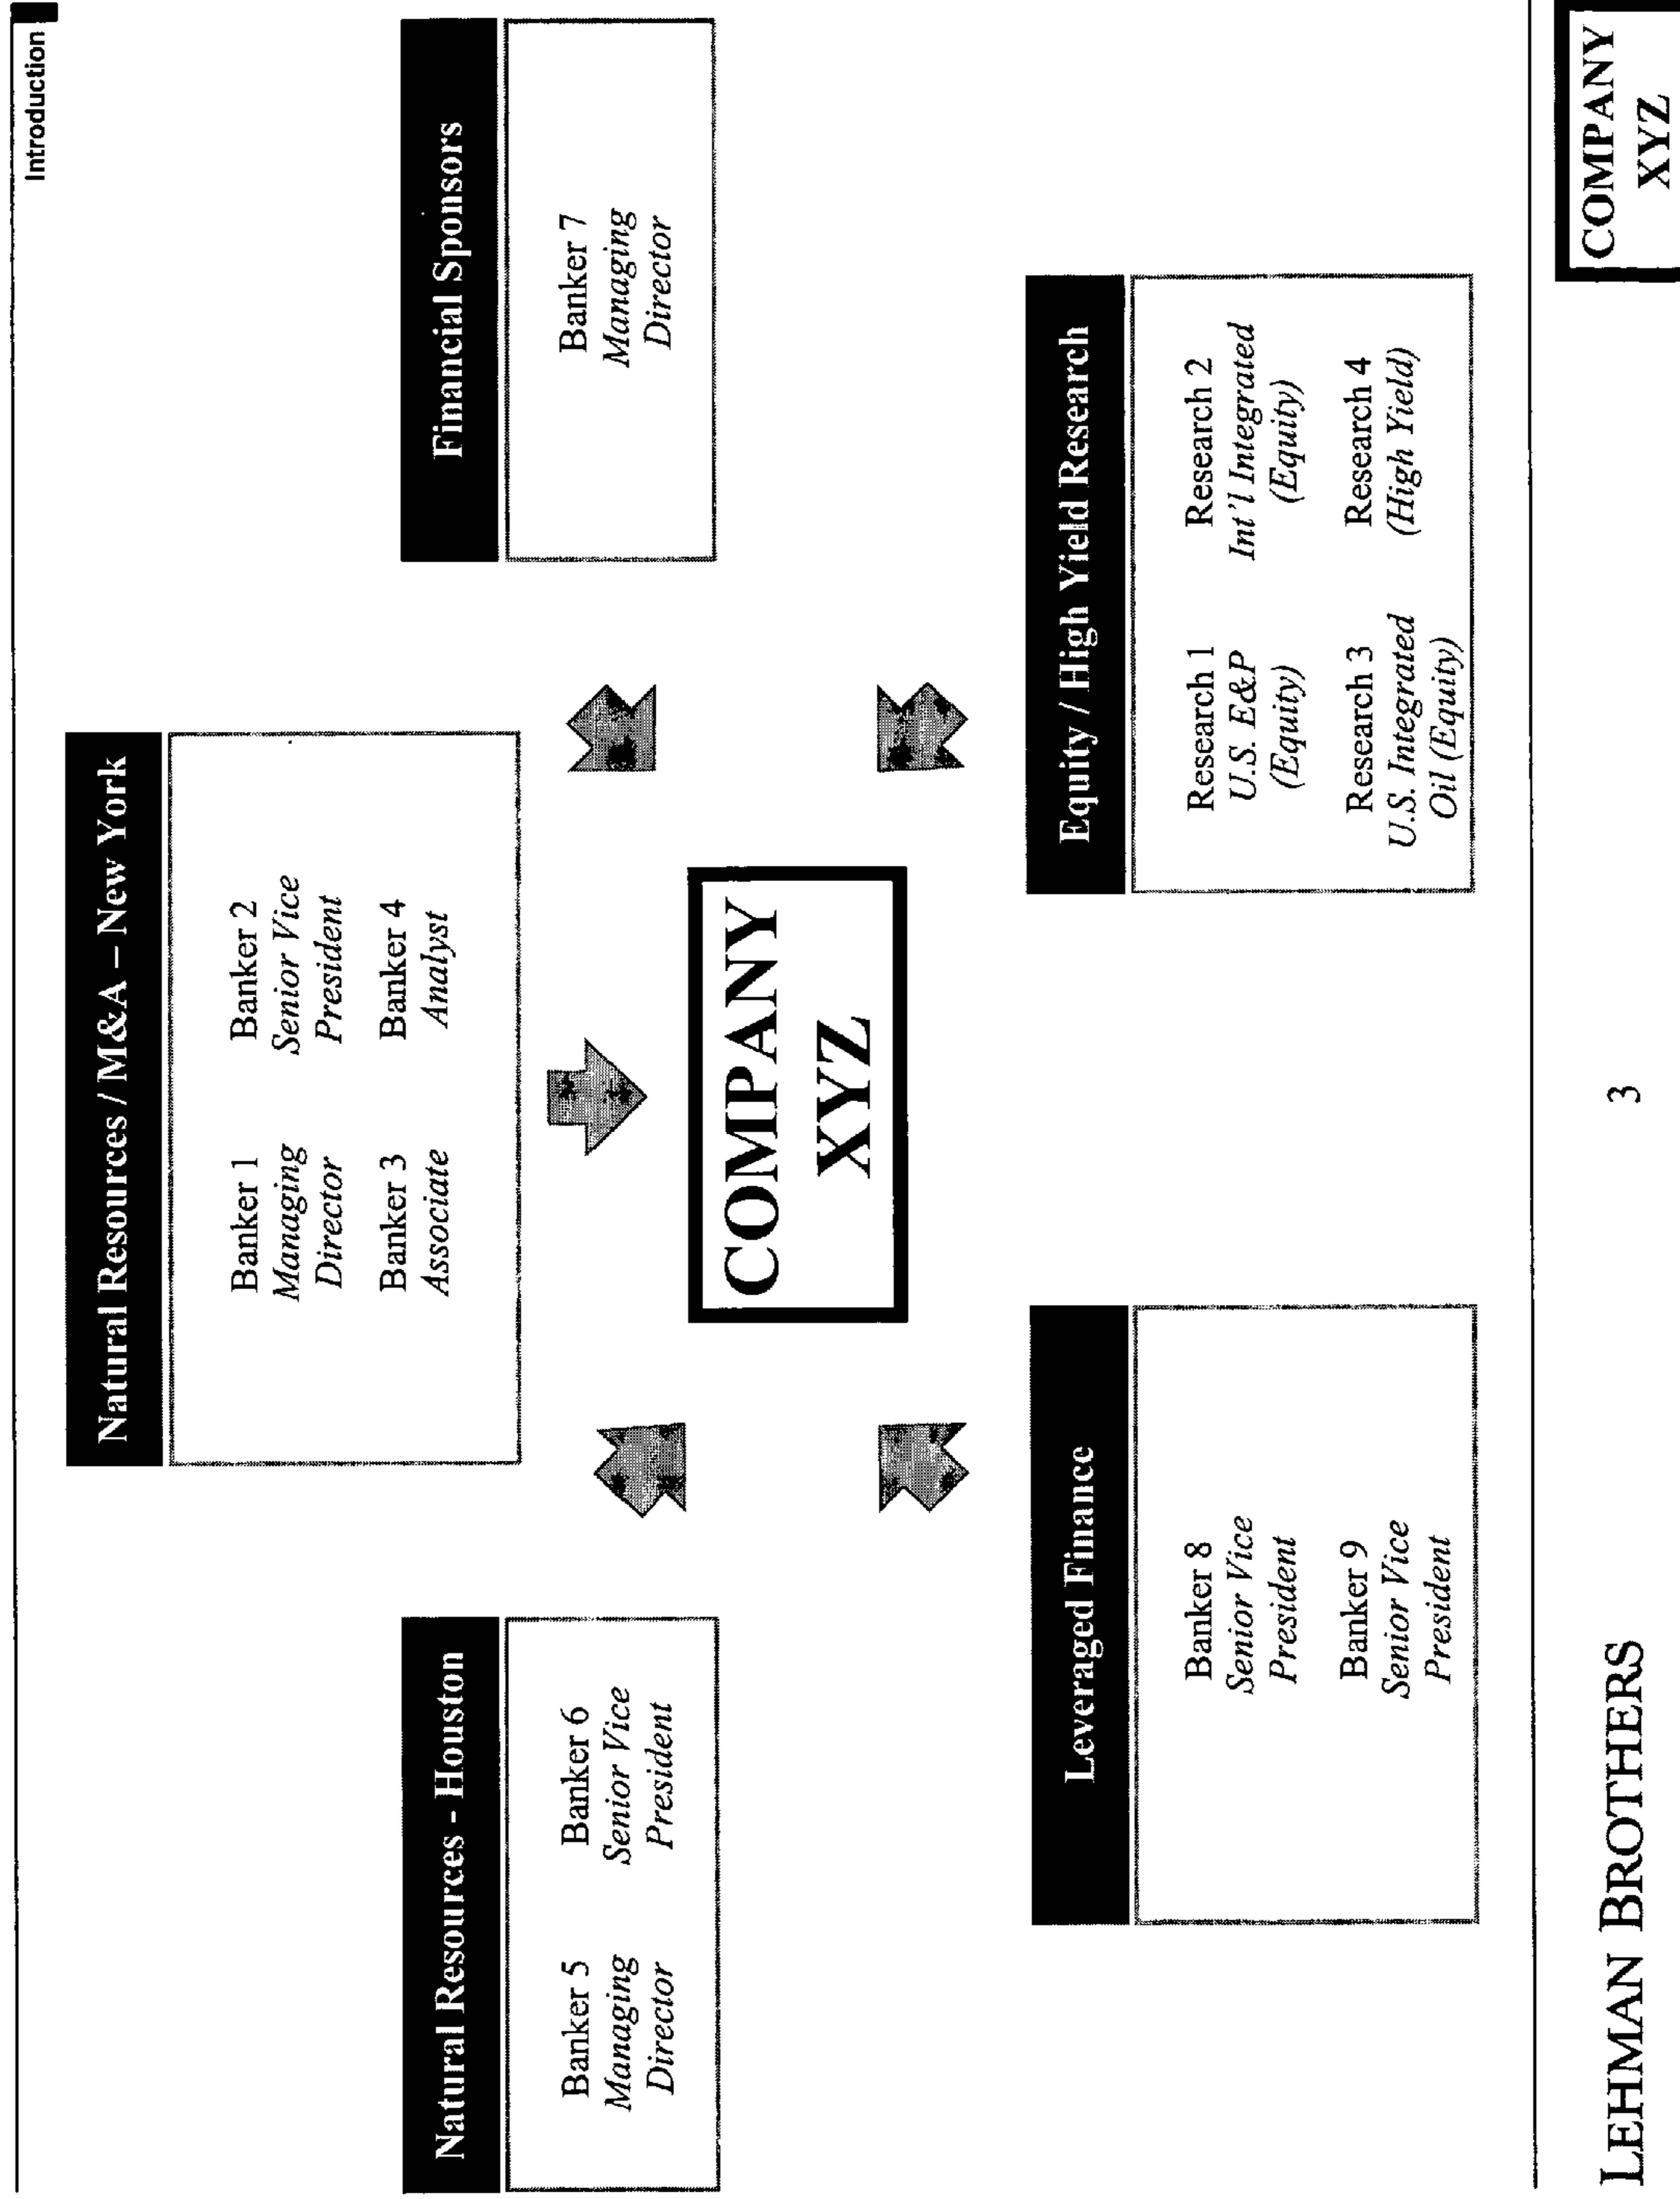 Introduction
Natural Resources / M&A – New York
Banker 1
Managing
Director
Banker 2
Senior Vice
President
Banker 3
Associate
Banker 4
Analyst
Natural Resources - Houston
Banker 5
Managing
Director
Banker 6
Senior Vice
President
Financial Sponsors
Banker 7
Managing
Director
COMPANY
XYZ
Leveraged Finance
Banker 8
Senior Vice
President
Banker 9
Senior Vice
President
Equity / High Yield Research
Research 1
U.S. E&P
(Equity)
Research 2
Int'l Integrated
(Equity)
Research 3
U.S. Integrated
Oil (Equity)
Research 4
(High Yield)
LEHMAN BROTHERS
3
COMPANY
XYZ